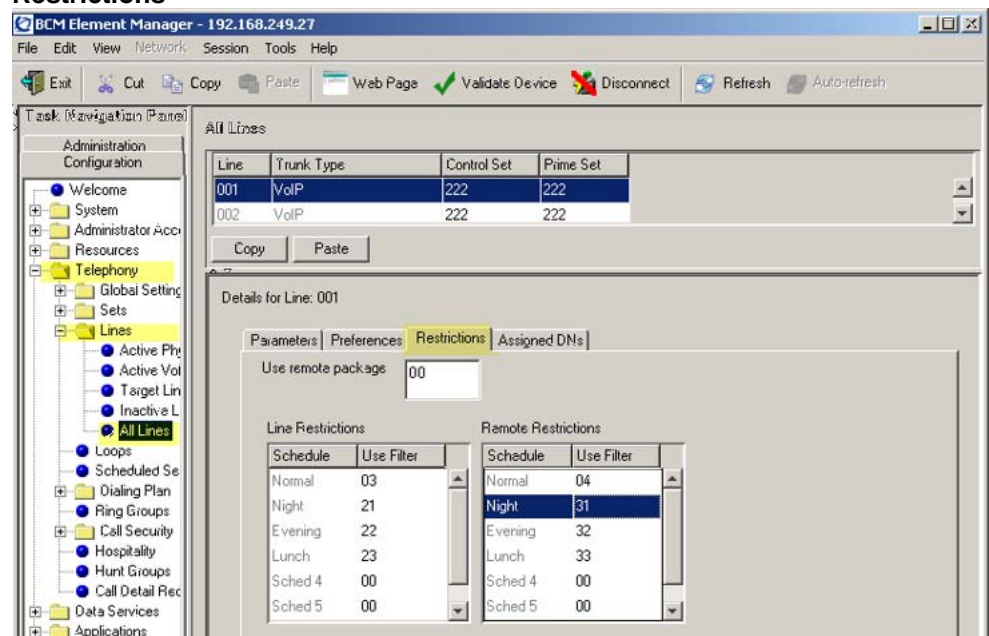 Restrictions
BCM Element Manager - 192.168.249.27
File Edit View Network Session Tools Help
Exit Cut Copy Paste Web Page Validate Device Disconnect Refresh Auto-refresh
Task Navigation Panel
Administration
Configuration
Welcome
System
Administrator Acc
Resources
Telephony
Global Setting
Sets
Lines
Active Phy
Active Voi
Target Lin
Inactive L
All Lines
Loops
Scheduled Se
Dialing Plan
Ring Groups
Call Security
Hospitality
Hunt Groups
Call Detail Rec
Data Services
Applications
All Lines
Line Trunk Type Control Set Prime Set
001 VoIP 222 222
002 VoIP 222 222
Copy Paste
Details for Line: 001
Parameters Preferences Restrictions Assigned DNs
Use remote package 00
Line Restrictions
Schedule Use Filter
Normal 03
Night 21
Evening 22
Lunch 23
Sched 4 00
Sched 5 00
Remote Restrictions
Schedule Use Filter
Normal 04
Night 31
Evening 32
Lunch 33
Sched 4 00
Sched 5 00